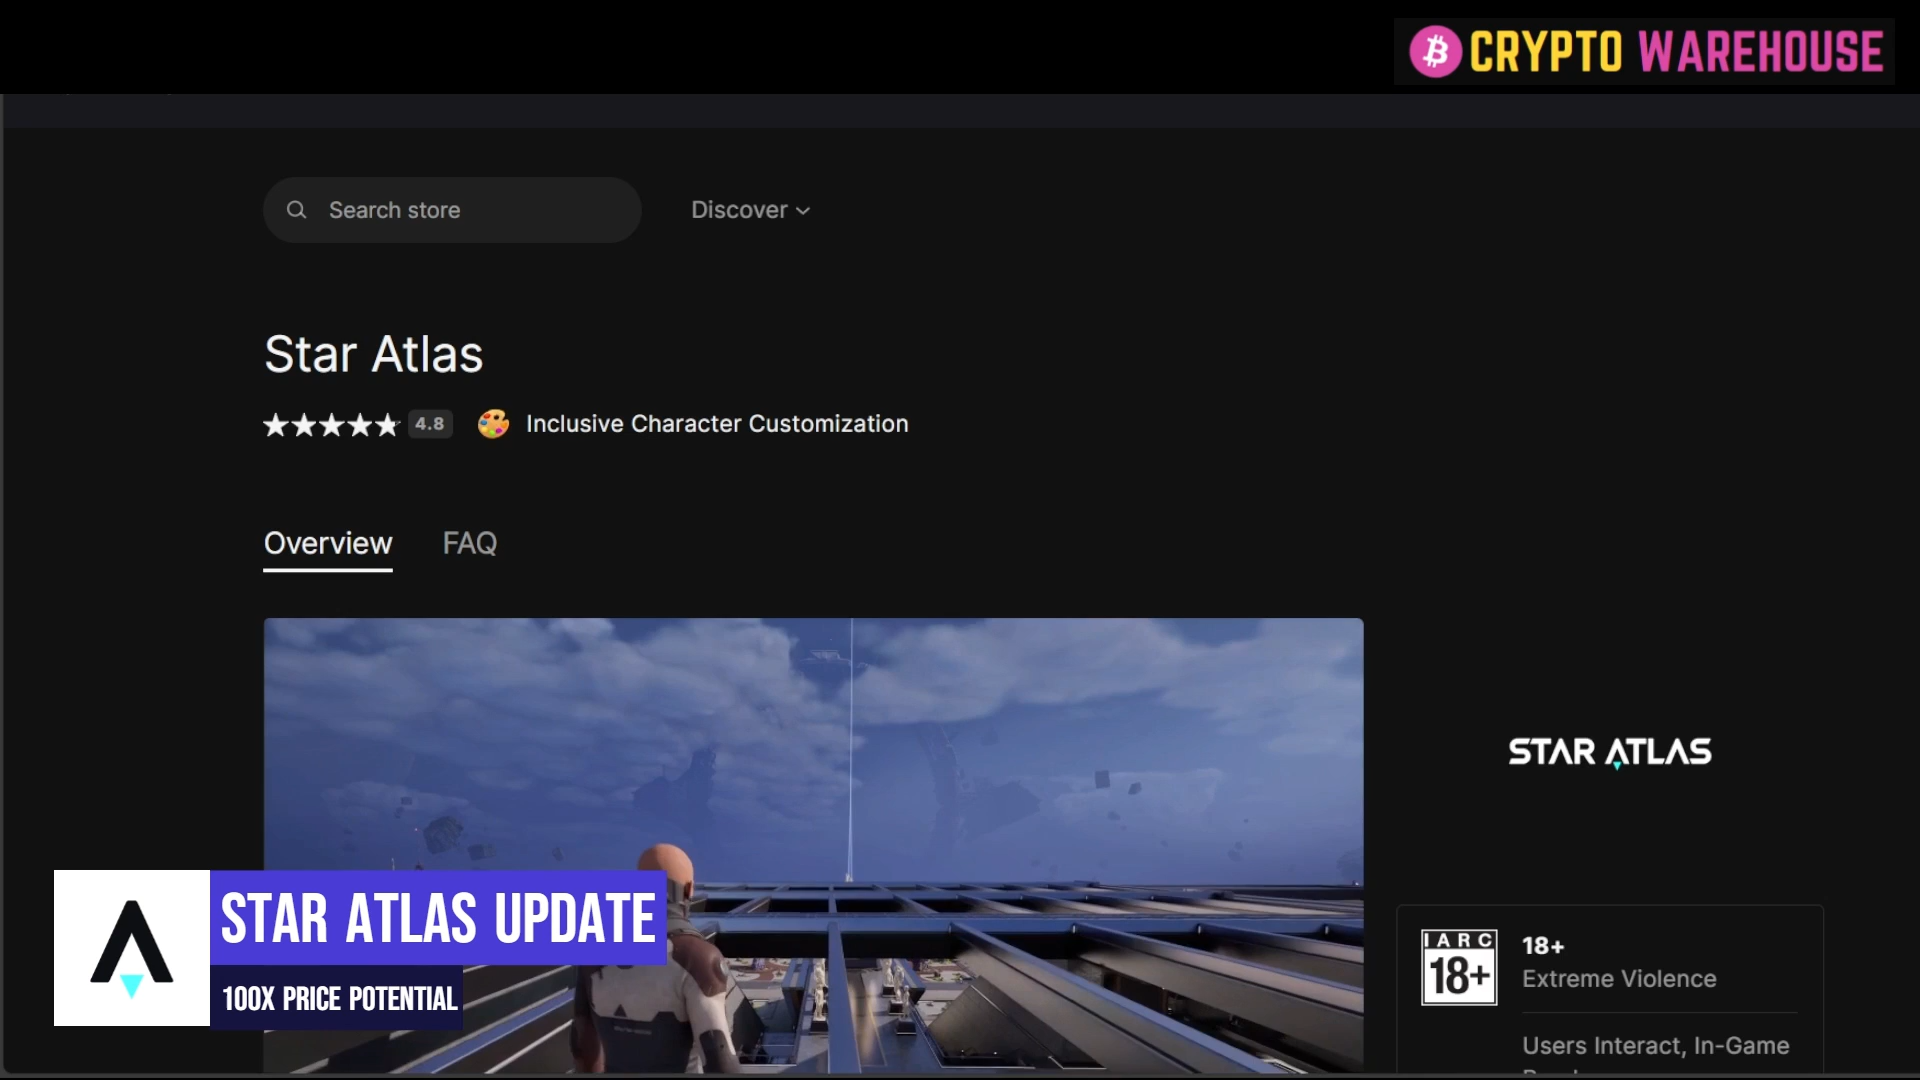 CRYPTO WAREHOUSE
Search store
Discover
Star Atlas
4.8
Inclusive Character Customization
Overview
FAQ
STAR ATLAS
STAR ATLAS UPDATE
100X PRICE POTENTIAL
IARC
18+
18+
Extreme Violence
Users Interact, In-Game